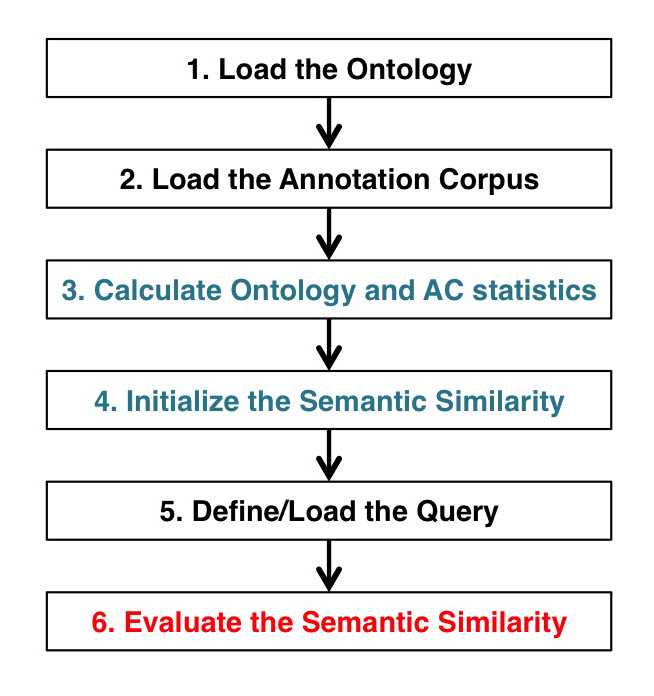 1. Load the Ontology
2. Load the Annotation Corpus
3. Calculate Ontology and AC statistics
4. Initialize the Semantic Similarity
5. Define/Load the Query
6. Evaluate the Semantic Similarity